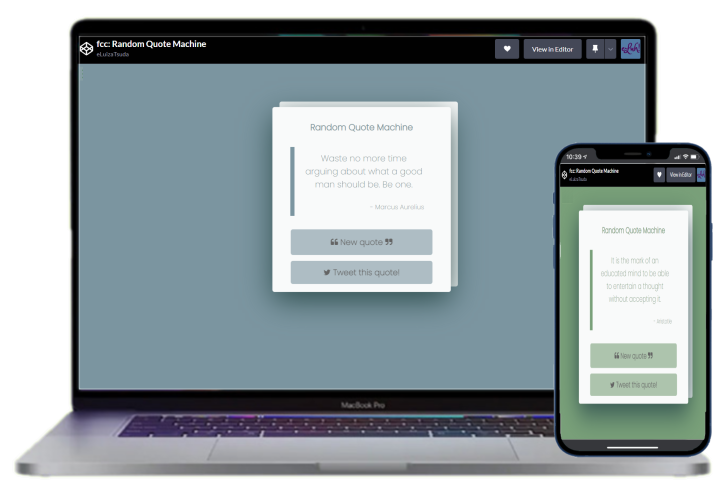 fcc: Random Quote Machine
eLuizaTsuda
View in Editor
Random Quote Machine
Waste no more time
arguing about what a good
man should be. Be one.
- Marcus Aurelius
❝ New quote ❞
Tweet this quote!
MacBook Pro
10:39
fcc: Random Quote Machine
eLuizaTsuda
View in Editor
Random Quote Machine
It is the mark of an
educated mind to be able
to entertain a thought
without accepting it.
❝ New quote ❞
Tweet this quote!